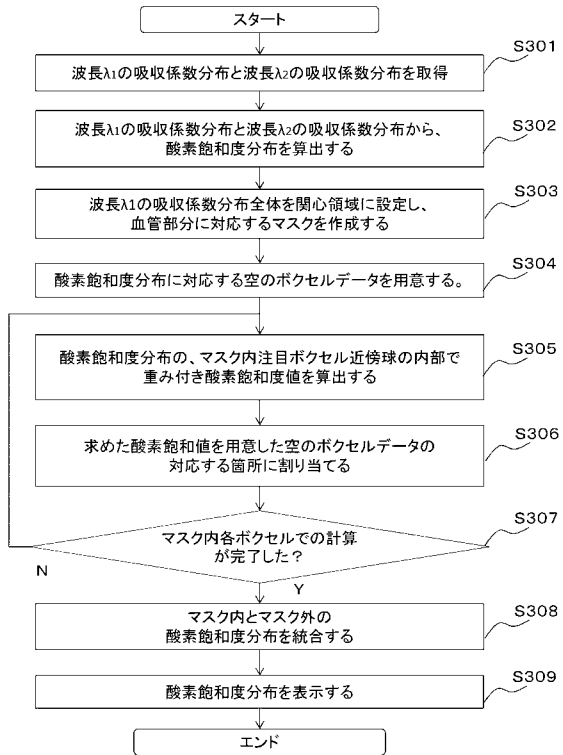 スタート
S301
波長λ1の吸収係数分布と波長λ2の吸収係数分布を取得
S302
波長λ1の吸収係数分布と波長λ2の吸収係数分布から、
酸素飽和度分布を算出する
S303
波長λ1の吸収係数分布全体を関心領域に設定し、
血管部分に対応するマスクを作成する
S304
酸素飽和度分布に対応する空のボクセルデータを用意する。
S305
酸素飽和度分布の、マスク内注目ボクセル近傍球の内部で
重み付き酸素飽和度値を算出する
S306
求めた酸素飽和値を用意した空のボクセルデータの
対応する箇所に割り当てる
S307
マスク内各ボクセルでの計算
が完了した？
N
Y
S308
マスク内とマスク外の
酸素飽和度分布を統合する
S309
酸素飽和度分布を表示する
エンド